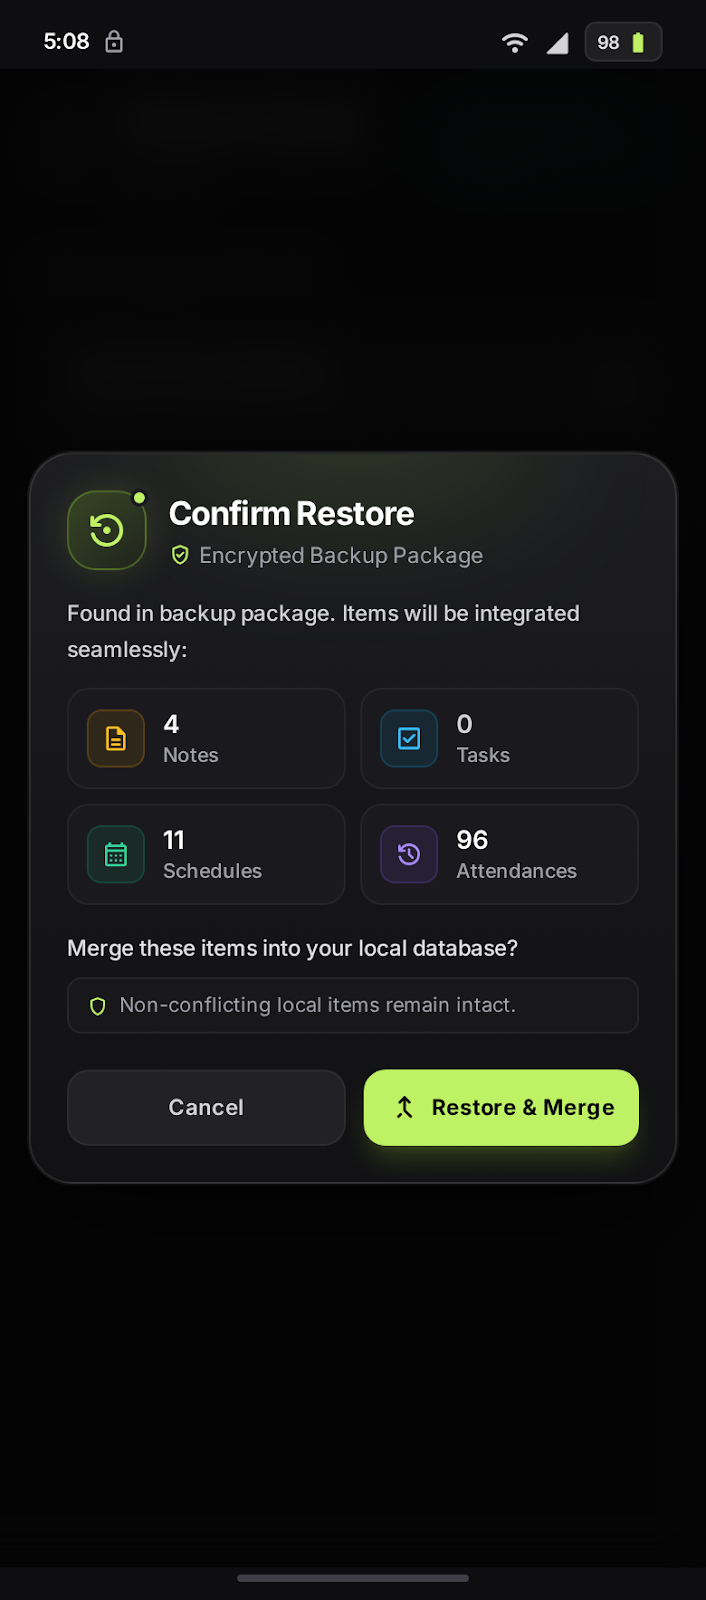 5:08
98
Confirm Restore
Encrypted Backup Package
Found in backup package. Items will be integrated
seamlessly:
4
Notes
0
Tasks
11
Schedules
96
Attendances
Merge these items into your local database?
Non-conflicting local items remain intact.
Cancel
Restore & Merge